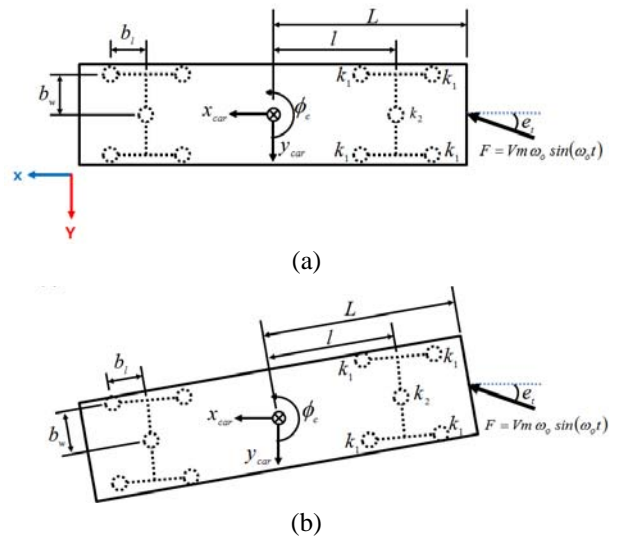 L
b_l
l
k_1
k_1
b_w
ϕ_c
k_2
x_car
e_t
y_car
F = Vm ω_o sin(ω_o t)
k_1
k_1
x
Y
(a)
L
l
b_l
k_1
k_1
ϕ_c
x_car
k_2
e_t
b_w
F = Vm ω_o sin(ω_o t)
y_car
k_1
k_1
(b)